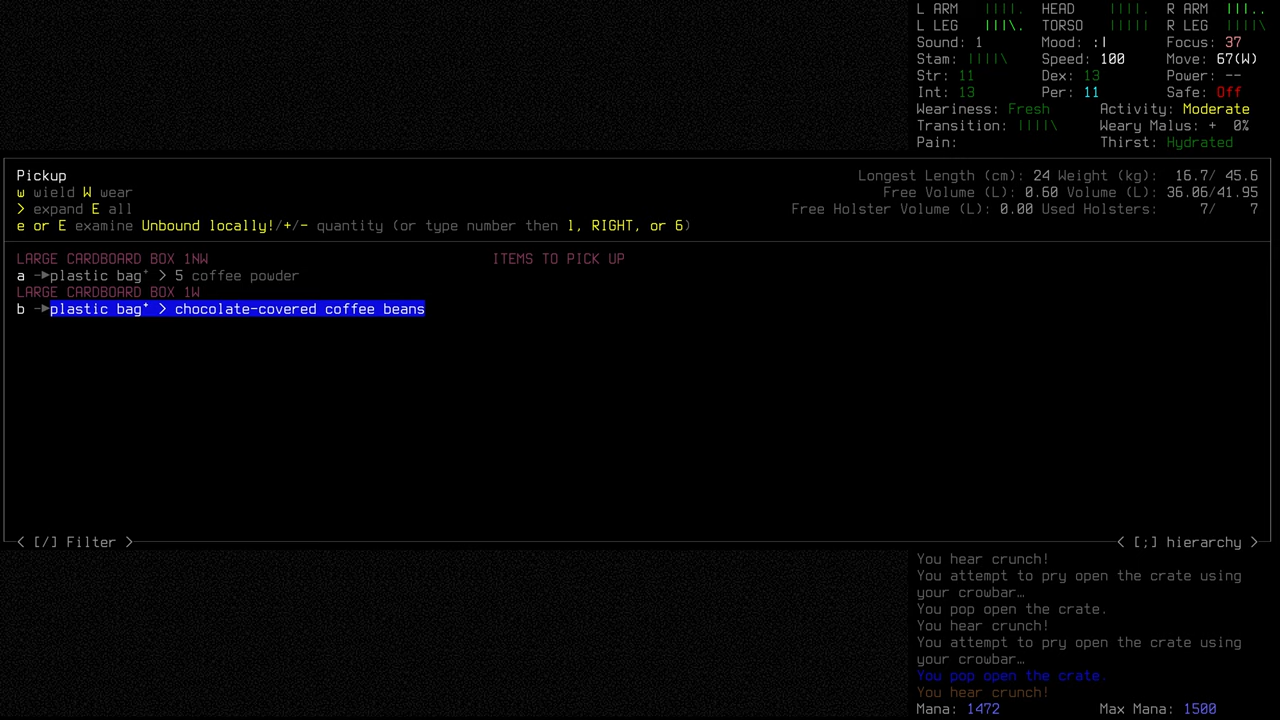 L ARM ||||. HEAD ||||. R ARM |||..
L LEG |||\. TORSO ||||| R LEG ||||\
Sound: 1 Mood: :| Focus: 37
Stam: ||||\ Speed: 100 Move: 67(W)
Str: 11 Dex: 13 Power: --
Int: 13 Per: 11 Safe: Off
Weariness: Fresh Activity: Moderate
Transition: ||||\ Weary Malus: + 0%
Pain: Thirst: Hydrated
Pickup Longest Length (cm): 24 Weight (kg): 16.7/ 45.6
w wield W wear Free Volume (L): 0.60 Volume (L): 36.06/41.95
> expand E all Free Holster Volume (L): 0.00 Used Holsters: 7/ 7
e or E examine Unbound locally!/+/- quantity (or type number then l, RIGHT, or 6)
LARGE CARDBOARD BOX 1NW ITEMS TO PICK UP
a →plastic bag⁺ > 5 coffee powder
LARGE CARDBOARD BOX 1W
b →plastic bag⁺ > chocolate-covered coffee beans
< [/] Filter > < [;] hierarchy >
You hear crunch!
You attempt to pry open the crate using
your crowbar…
You pop open the crate.
You hear crunch!
You attempt to pry open the crate using
your crowbar…
You pop open the crate.
You hear crunch!
Mana: 1472 Max Mana: 1500